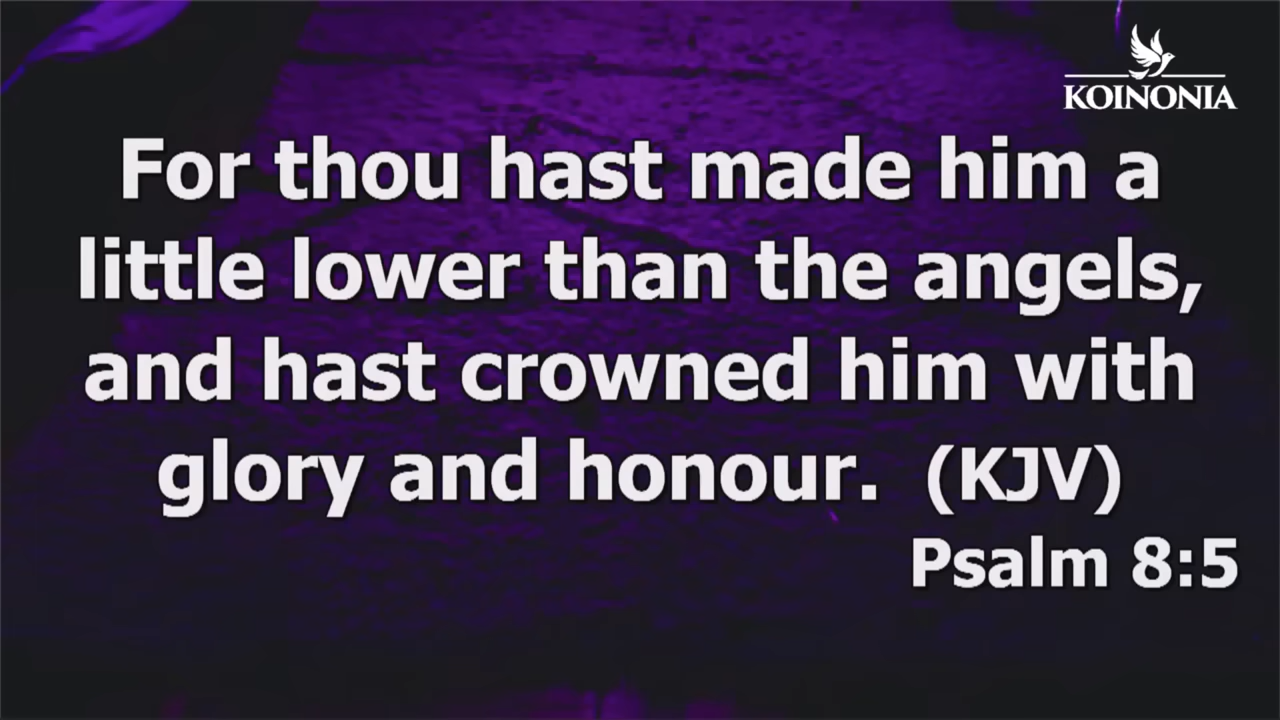 KOINONIA
For thou hast made him a
little lower than the angels,
and hast crowned him with
glory and honour. (KJV)
Psalm 8:5